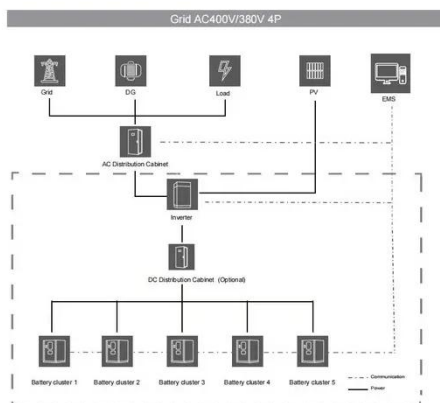 Grid AC400V/380V 4P
Grid
DG
Load
PV
EMS
AC Distribution Cabinet
Inverter
DC Distribution Cabinet (Optional)
Battery cluster 1
Battery cluster 2
Battery cluster 3
Battery cluster 4
Battery cluster 5
Communication
Power